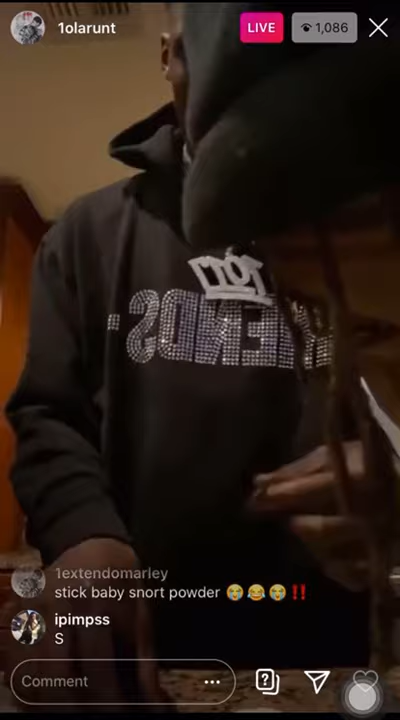 1olarunt
LIVE
1,086
1extendomarley
stick baby snort powder 😭😂😭‼️
ipimpss
S
Comment